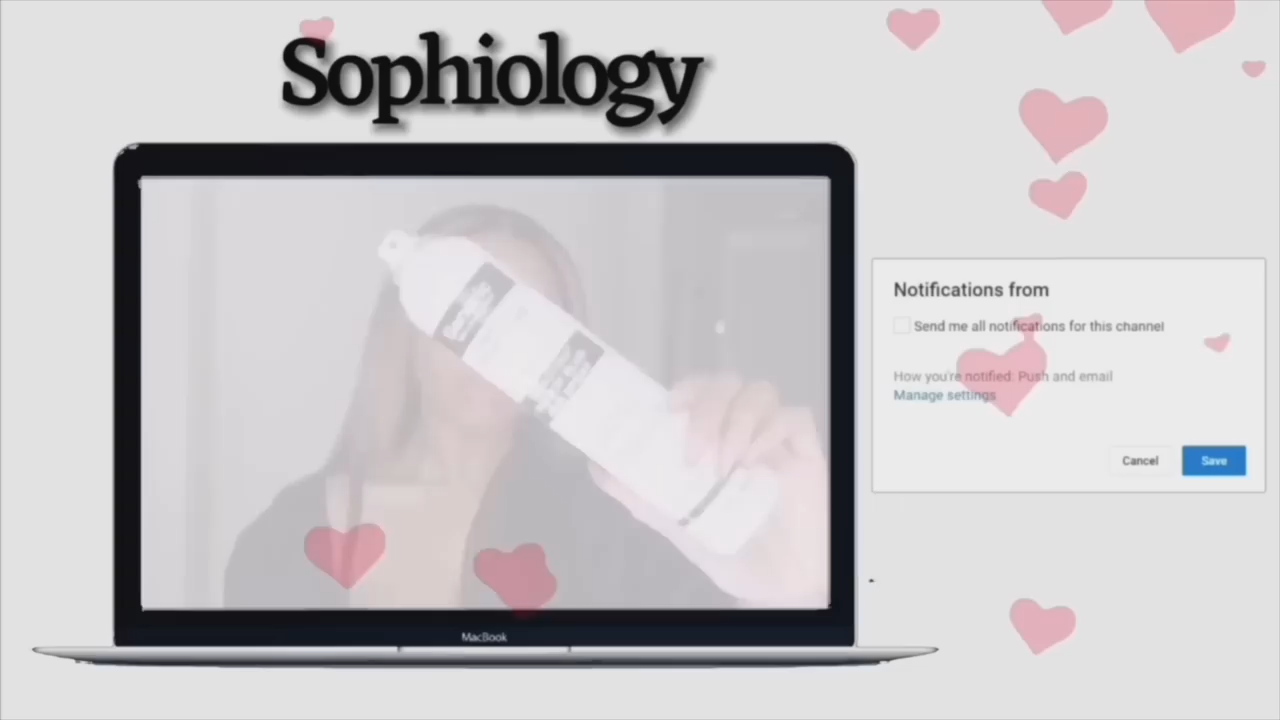 Sophiology
Notifications from
Send me all notifications for this channel
How you're notified: Push and email
Manage settings
Cancel
Save
MacBook